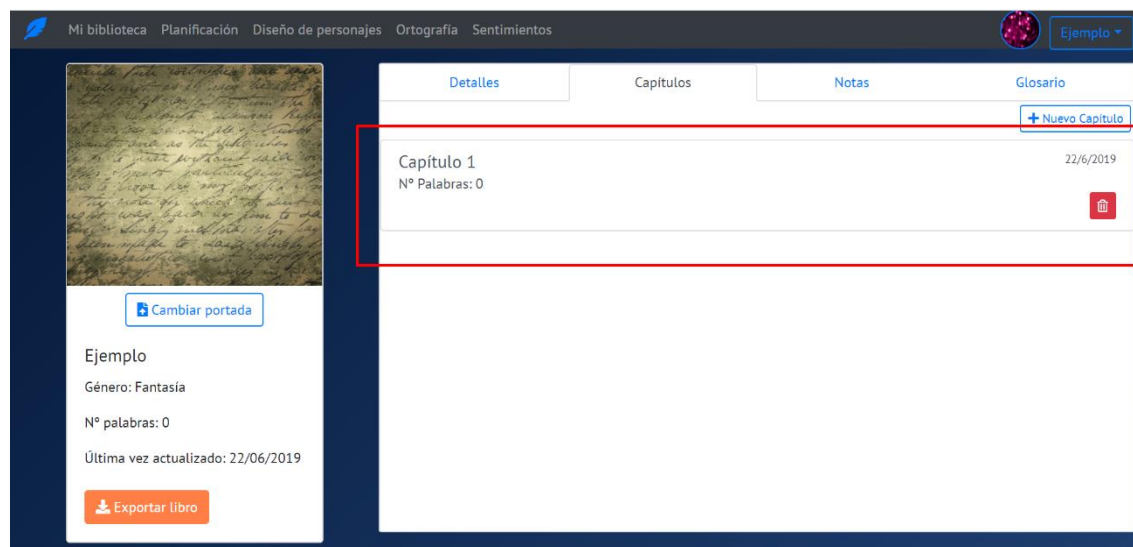 Mi biblioteca Planificación Diseño de personajes Ortografía Sentimientos Ejemplo
Detalles Capítulos Notas Glosario
+ Nuevo Capítulo
Capítulo 1 22/6/2019
Nº Palabras: 0
Cambiar portada
Ejemplo
Género: Fantasía
Nº palabras: 0
Última vez actualizado: 22/06/2019
Exportar libro